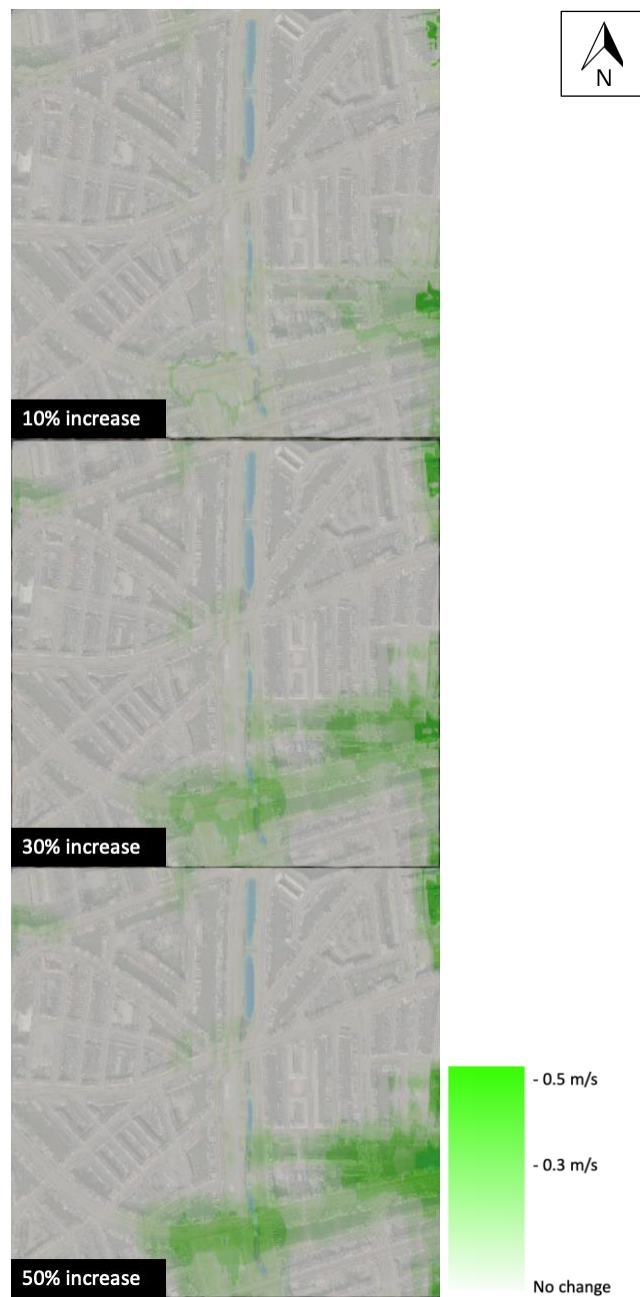 N
10% increase
30% increase
50% increase
- 0.5 m/s
- 0.3 m/s
No change